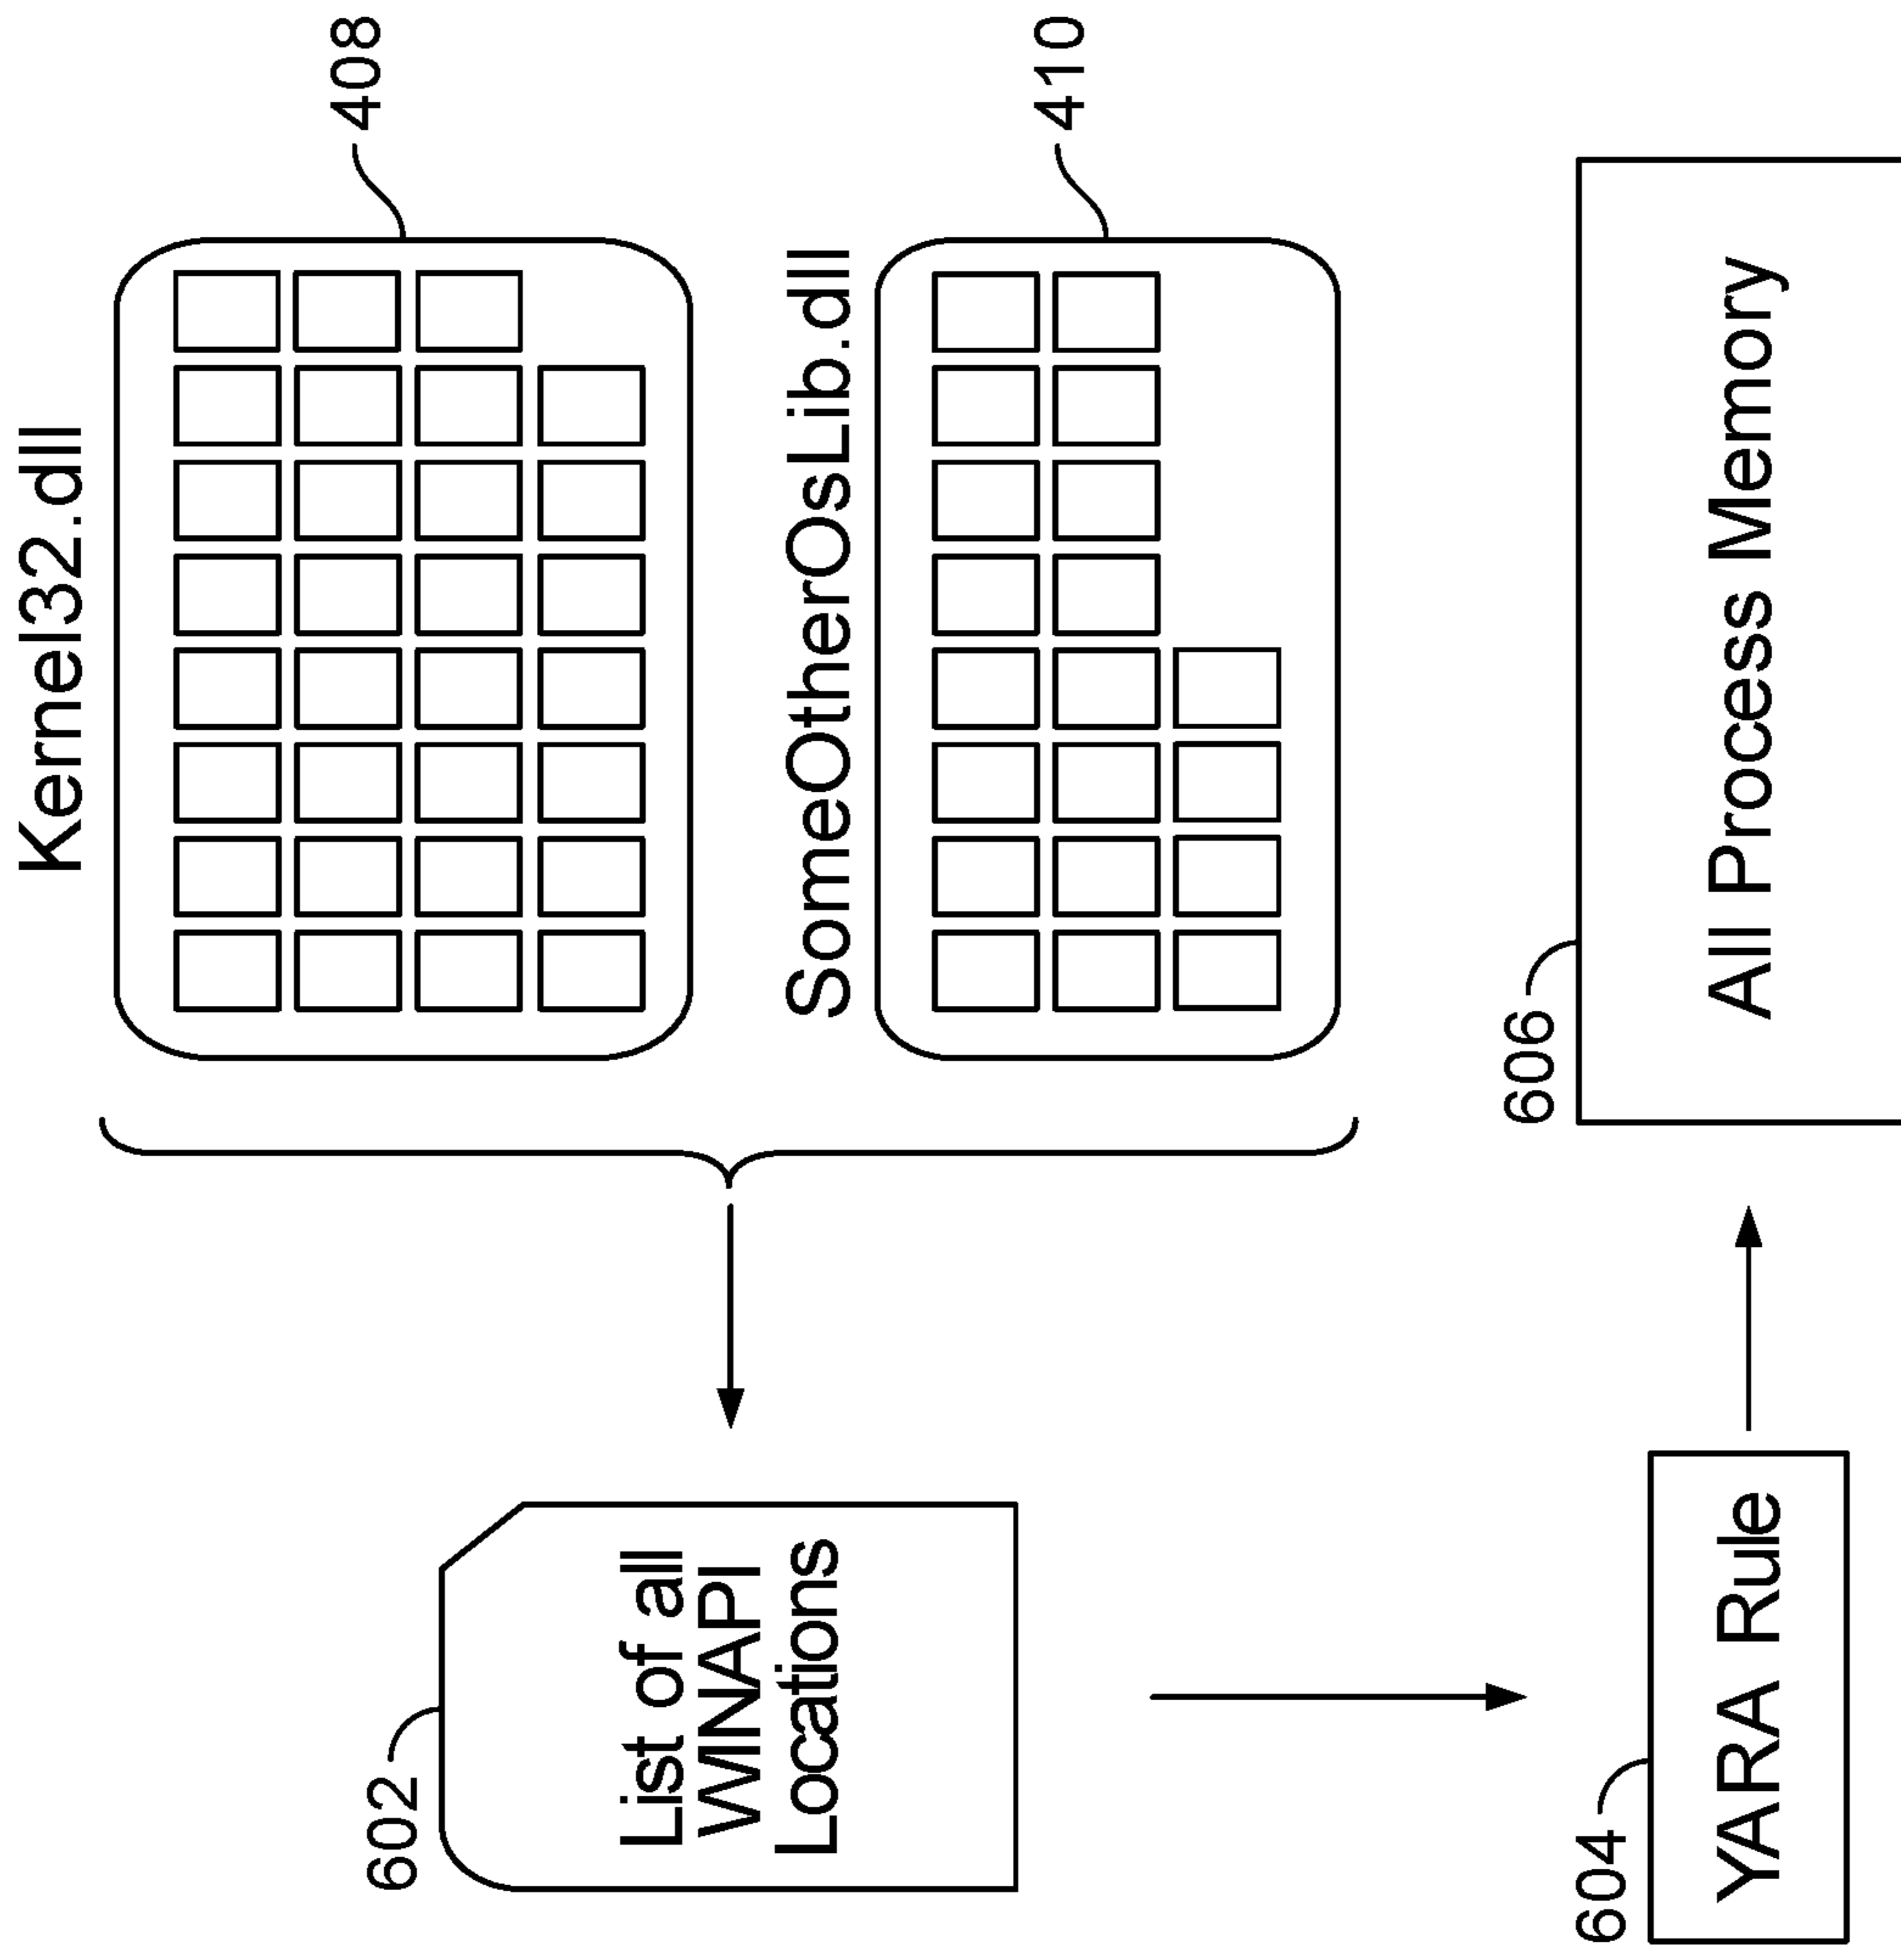 Kernel32.dll
408
602
List of all
WINAPI
Locations
SomeOtherOsLib.dll
410
604
YARA Rule
606
All Process Memory